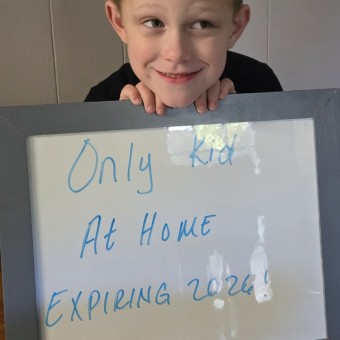 Only kid
At HOME
EXPIRING 2026!